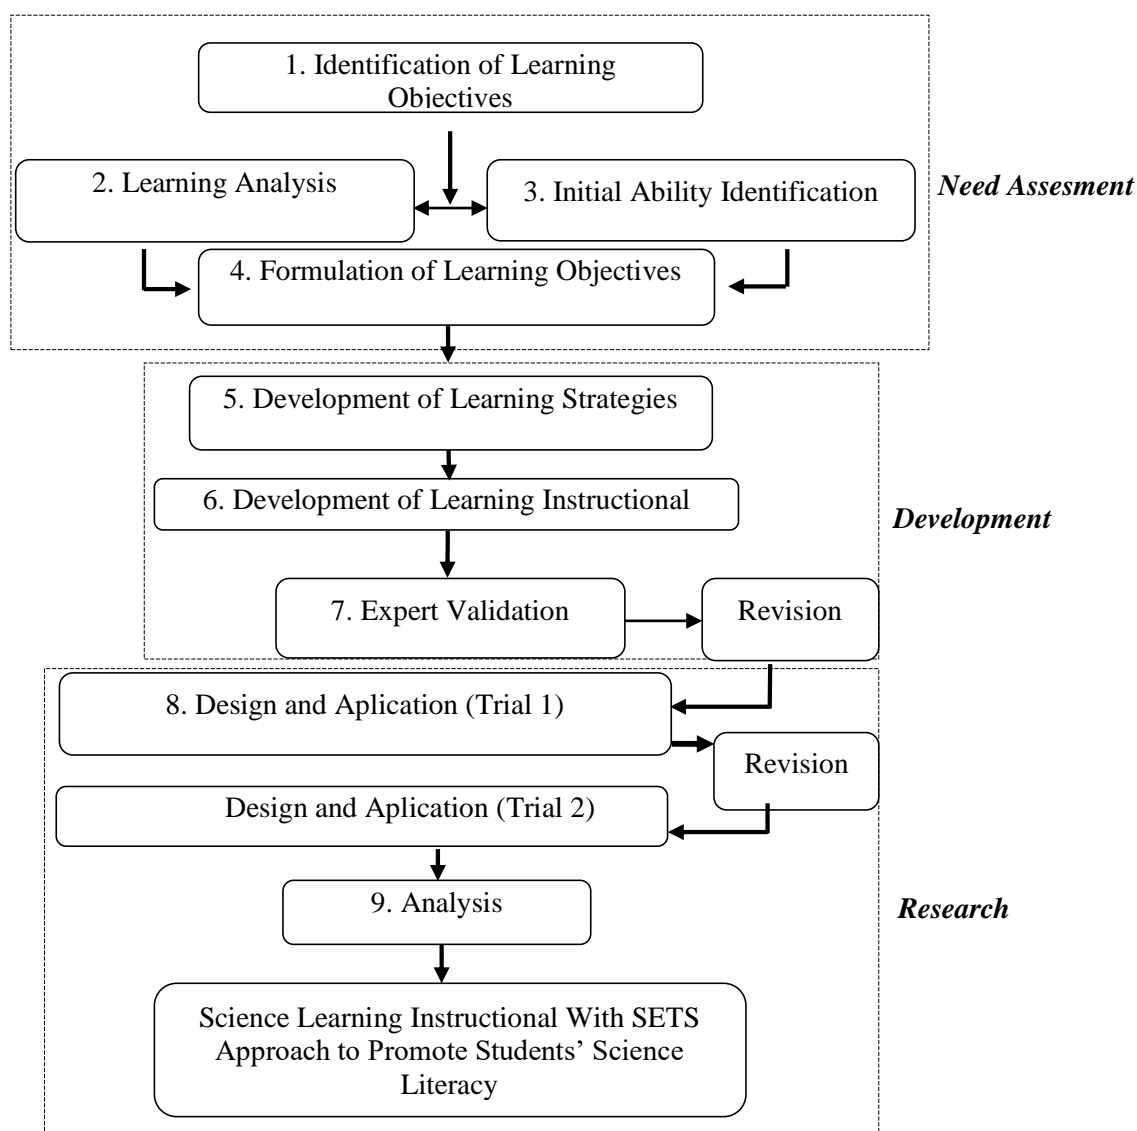 1. Identification of Learning
Objectives
2. Learning Analysis
3. Initial Ability Identification
Need Assesment
4. Formulation of Learning Objectives
5. Development of Learning Strategies
6. Development of Learning Instructional
Development
7. Expert Validation
Revision
8. Design and Aplication (Trial 1)
Revision
Design and Aplication (Trial 2)
9. Analysis
Research
Science Learning Instructional With SETS
Approach to Promote Students’ Science
Literacy